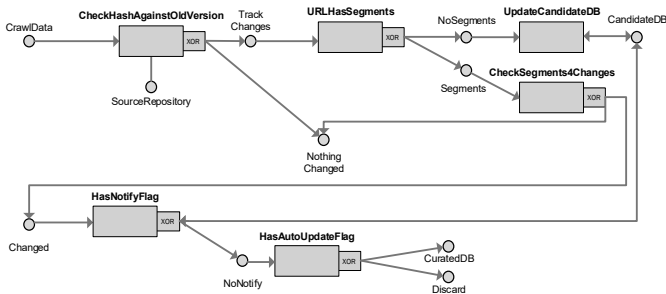 CrawlData
CheckHashAgainstOldVersion
XOR
SourceRepository
Track
Changes
URLHasSegments
XOR
NoSegments
UpdateCandidateDB
CandidateDB
Segments
CheckSegments4Changes
XOR
Nothing
Changed
Changed
HasNotifyFlag
XOR
NoNotify
HasAutoUpdateFlag
XOR
CuratedDB
Discard